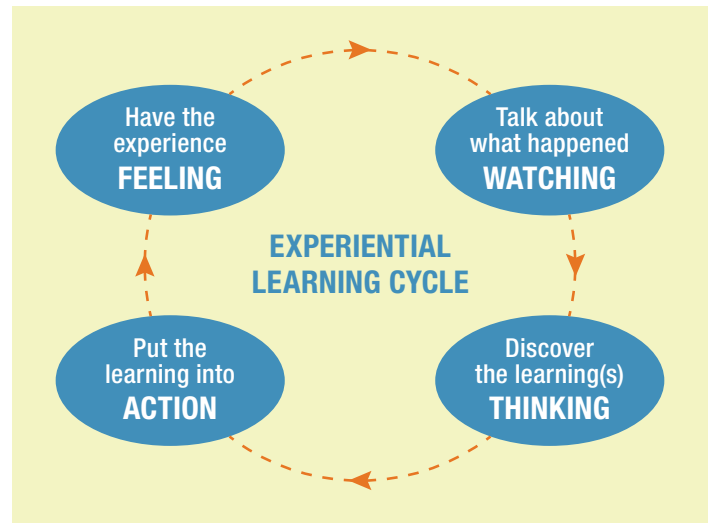 Have the
experience
FEELING
Talk about
what happened
WATCHING
EXPERIENTIAL
LEARNING CYCLE
Put the
learning into
ACTION
Discover
the learning(s)
THINKING